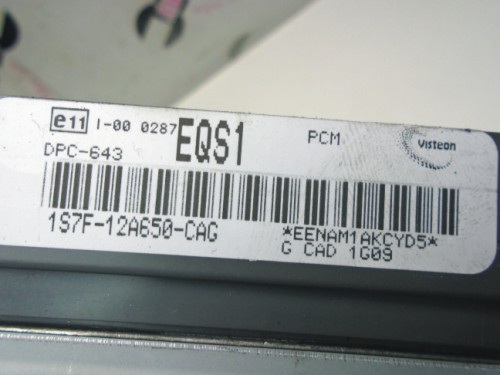 e11 I-00 0287 EQS1 PCM Visteon
DPC-643
1S7F-12A650-CAG *EENAM1AKCYD5*
G CAD 1G09